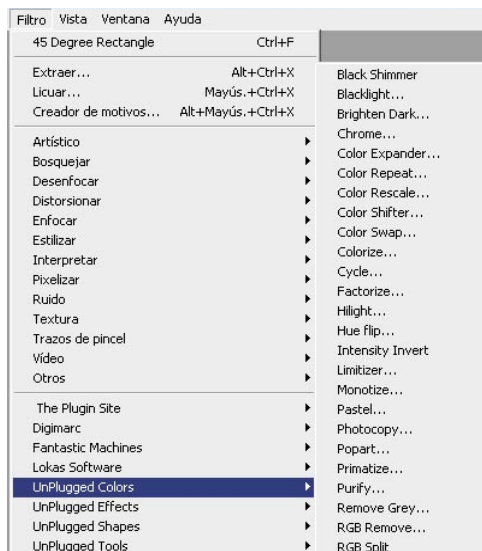 Filtro Vista Ventana Ayuda
45 Degree Rectangle Ctrl+F
Extraer... Alt+Ctrl+X
Licuar... Mayús.+Ctrl+X
Creador de motivos... Alt+Mayús.+Ctrl+X
Artístico
Bosquejar
Desenfocar
Distorsionar
Enfocar
Estilizar
Interpretar
Pixelizar
Ruido
Textura
Trazos de pincel
Vídeo
Otros
The Plugin Site
Digimarc
Fantastic Machines
Lokas Software
UnPlugged Colors
UnPlugged Effects
UnPlugged Shapes
UnPlugged Tools
Black Shimmer
Blacklight...
Brighten Dark...
Chrome...
Color Expander...
Color Repeat...
Color Rescale...
Color Shifter...
Color Swap...
Colorize...
Cycle...
Factorize...
Hilight...
Hue flip...
Intensity Invert
Limitizer...
Monotize...
Pastel...
Photocopy...
Popart...
Primatize...
Purify...
Remove Grey...
RGB Remove...
RGB Split